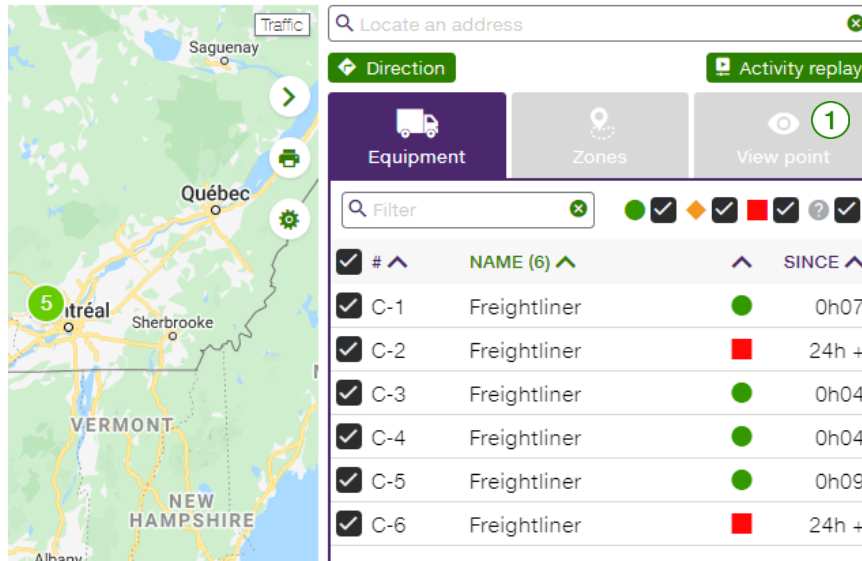 Traffic
Saguenay
Québec
5
tréal
Sherbrooke
VERMONT
NEW
HAMPSHIRE
Albany
Locate an address
Direction
Activity replay
Equipment
Zones
View point
1
Filter
?
# NAME (6) SINCE
C-1 Freightliner 0h07
C-2 Freightliner 24h +
C-3 Freightliner 0h04
C-4 Freightliner 0h04
C-5 Freightliner 0h09
C-6 Freightliner 24h +